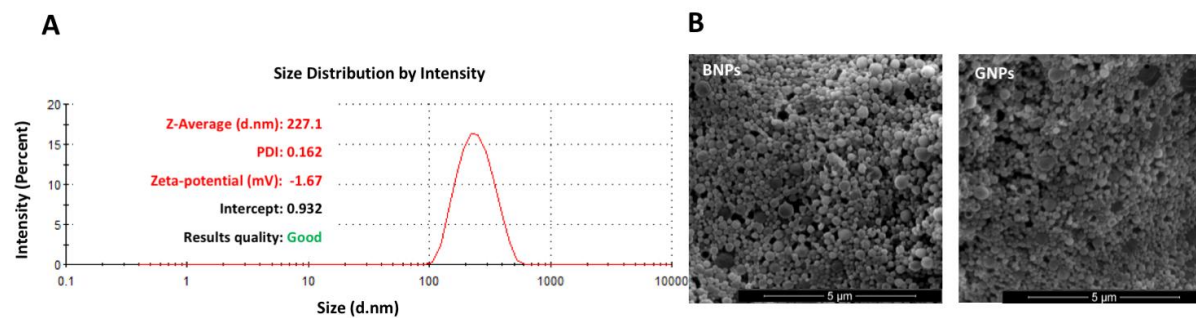 A
Size Distribution by Intensity
Intensity (Percent)
20
15
10
5
0
Z-Average (d.nm): 227.1
PDI: 0.162
Zeta-potential (mV): -1.67
Intercept: 0.932
Results quality: Good
0.1 1 10 100 1000 10000
Size (d.nm)
B
BNPs
5 µm
GNPs
5 µm